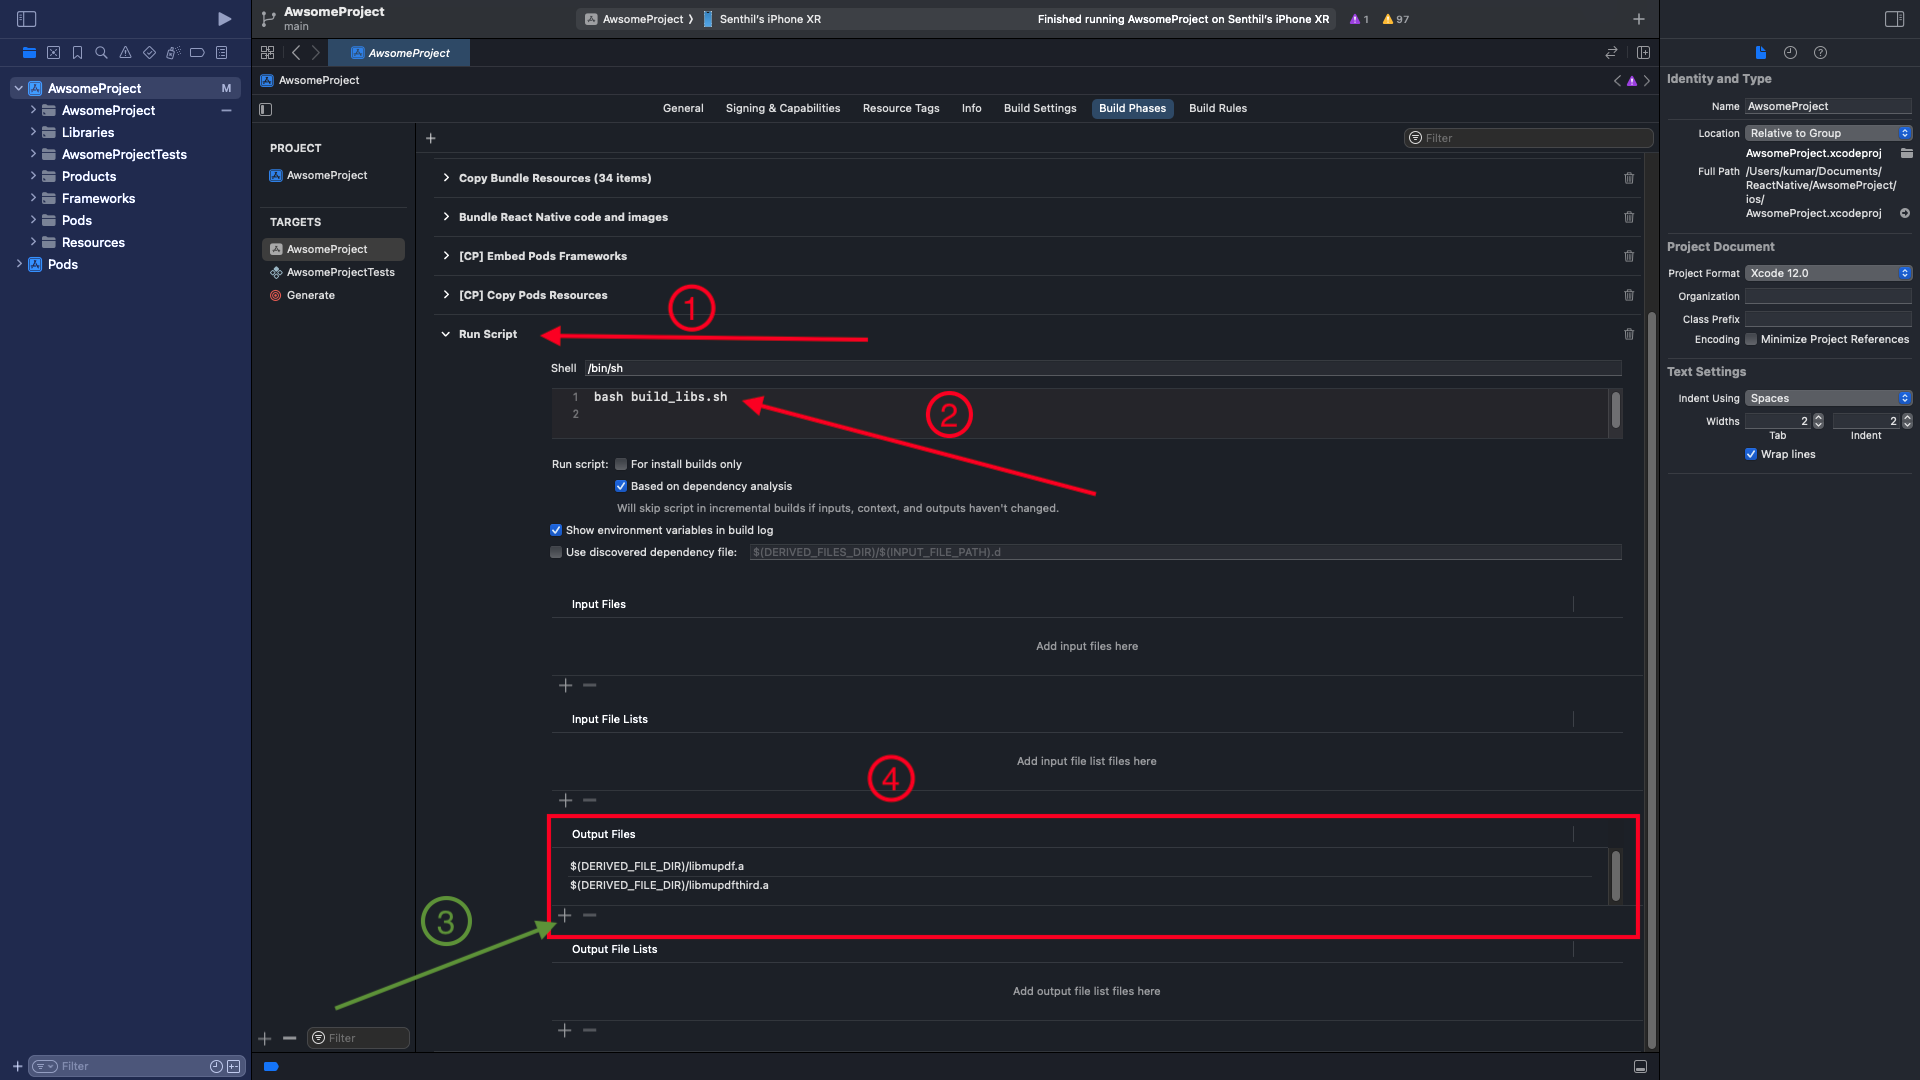 AwsomeProject
main
AwsomeProject
Senthil's iPhone XR
Finished running AwsomeProject on Senthil's iPhone XR
1
97
AwsomeProject
AwsomeProject
General
Signing & Capabilities
Resource Tags
Info
Build Settings
Build Phases
Build Rules
AwsomeProject
M
AwsomeProject
Libraries
AwsomeProjectTests
Products
Frameworks
Pods
Resources
Pods
Filter
PROJECT
AwsomeProject
TARGETS
AwsomeProject
AwsomeProjectTests
Generate
Filter
Filter
Copy Bundle Resources (34 items)
Bundle React Native code and images
[CP] Embed Pods Frameworks
[CP] Copy Pods Resources
1
Run Script
Shell
/bin/sh
1 bash build_libs.sh
2
2
Run script:
For install builds only
Based on dependency analysis
Will skip script in incremental builds if inputs, context, and outputs haven't changed.
Show environment variables in build log
Use discovered dependency file:
$(DERIVED_FILES_DIR)/$(INPUT_FILE_PATH).d
Input Files
Add input files here
Input File Lists
Add input file list files here
4
Output Files
$(DERIVED_FILE_DIR)/libmupdf.a
$(DERIVED_FILE_DIR)/libmupdfthird.a
3
Output File Lists
Add output file list files here
Identity and Type
Name
AwsomeProject
Location
Relative to Group
AwsomeProject.xcodeproj
Full Path
/Users/kumar/Documents/
ReactNative/AwsomeProject/
ios/
AwsomeProject.xcodeproj
Project Document
Project Format
Xcode 12.0
Organization
Class Prefix
Encoding
Minimize Project References
Text Settings
Indent Using
Spaces
Widths
2
2
Tab
Indent
Wrap lines